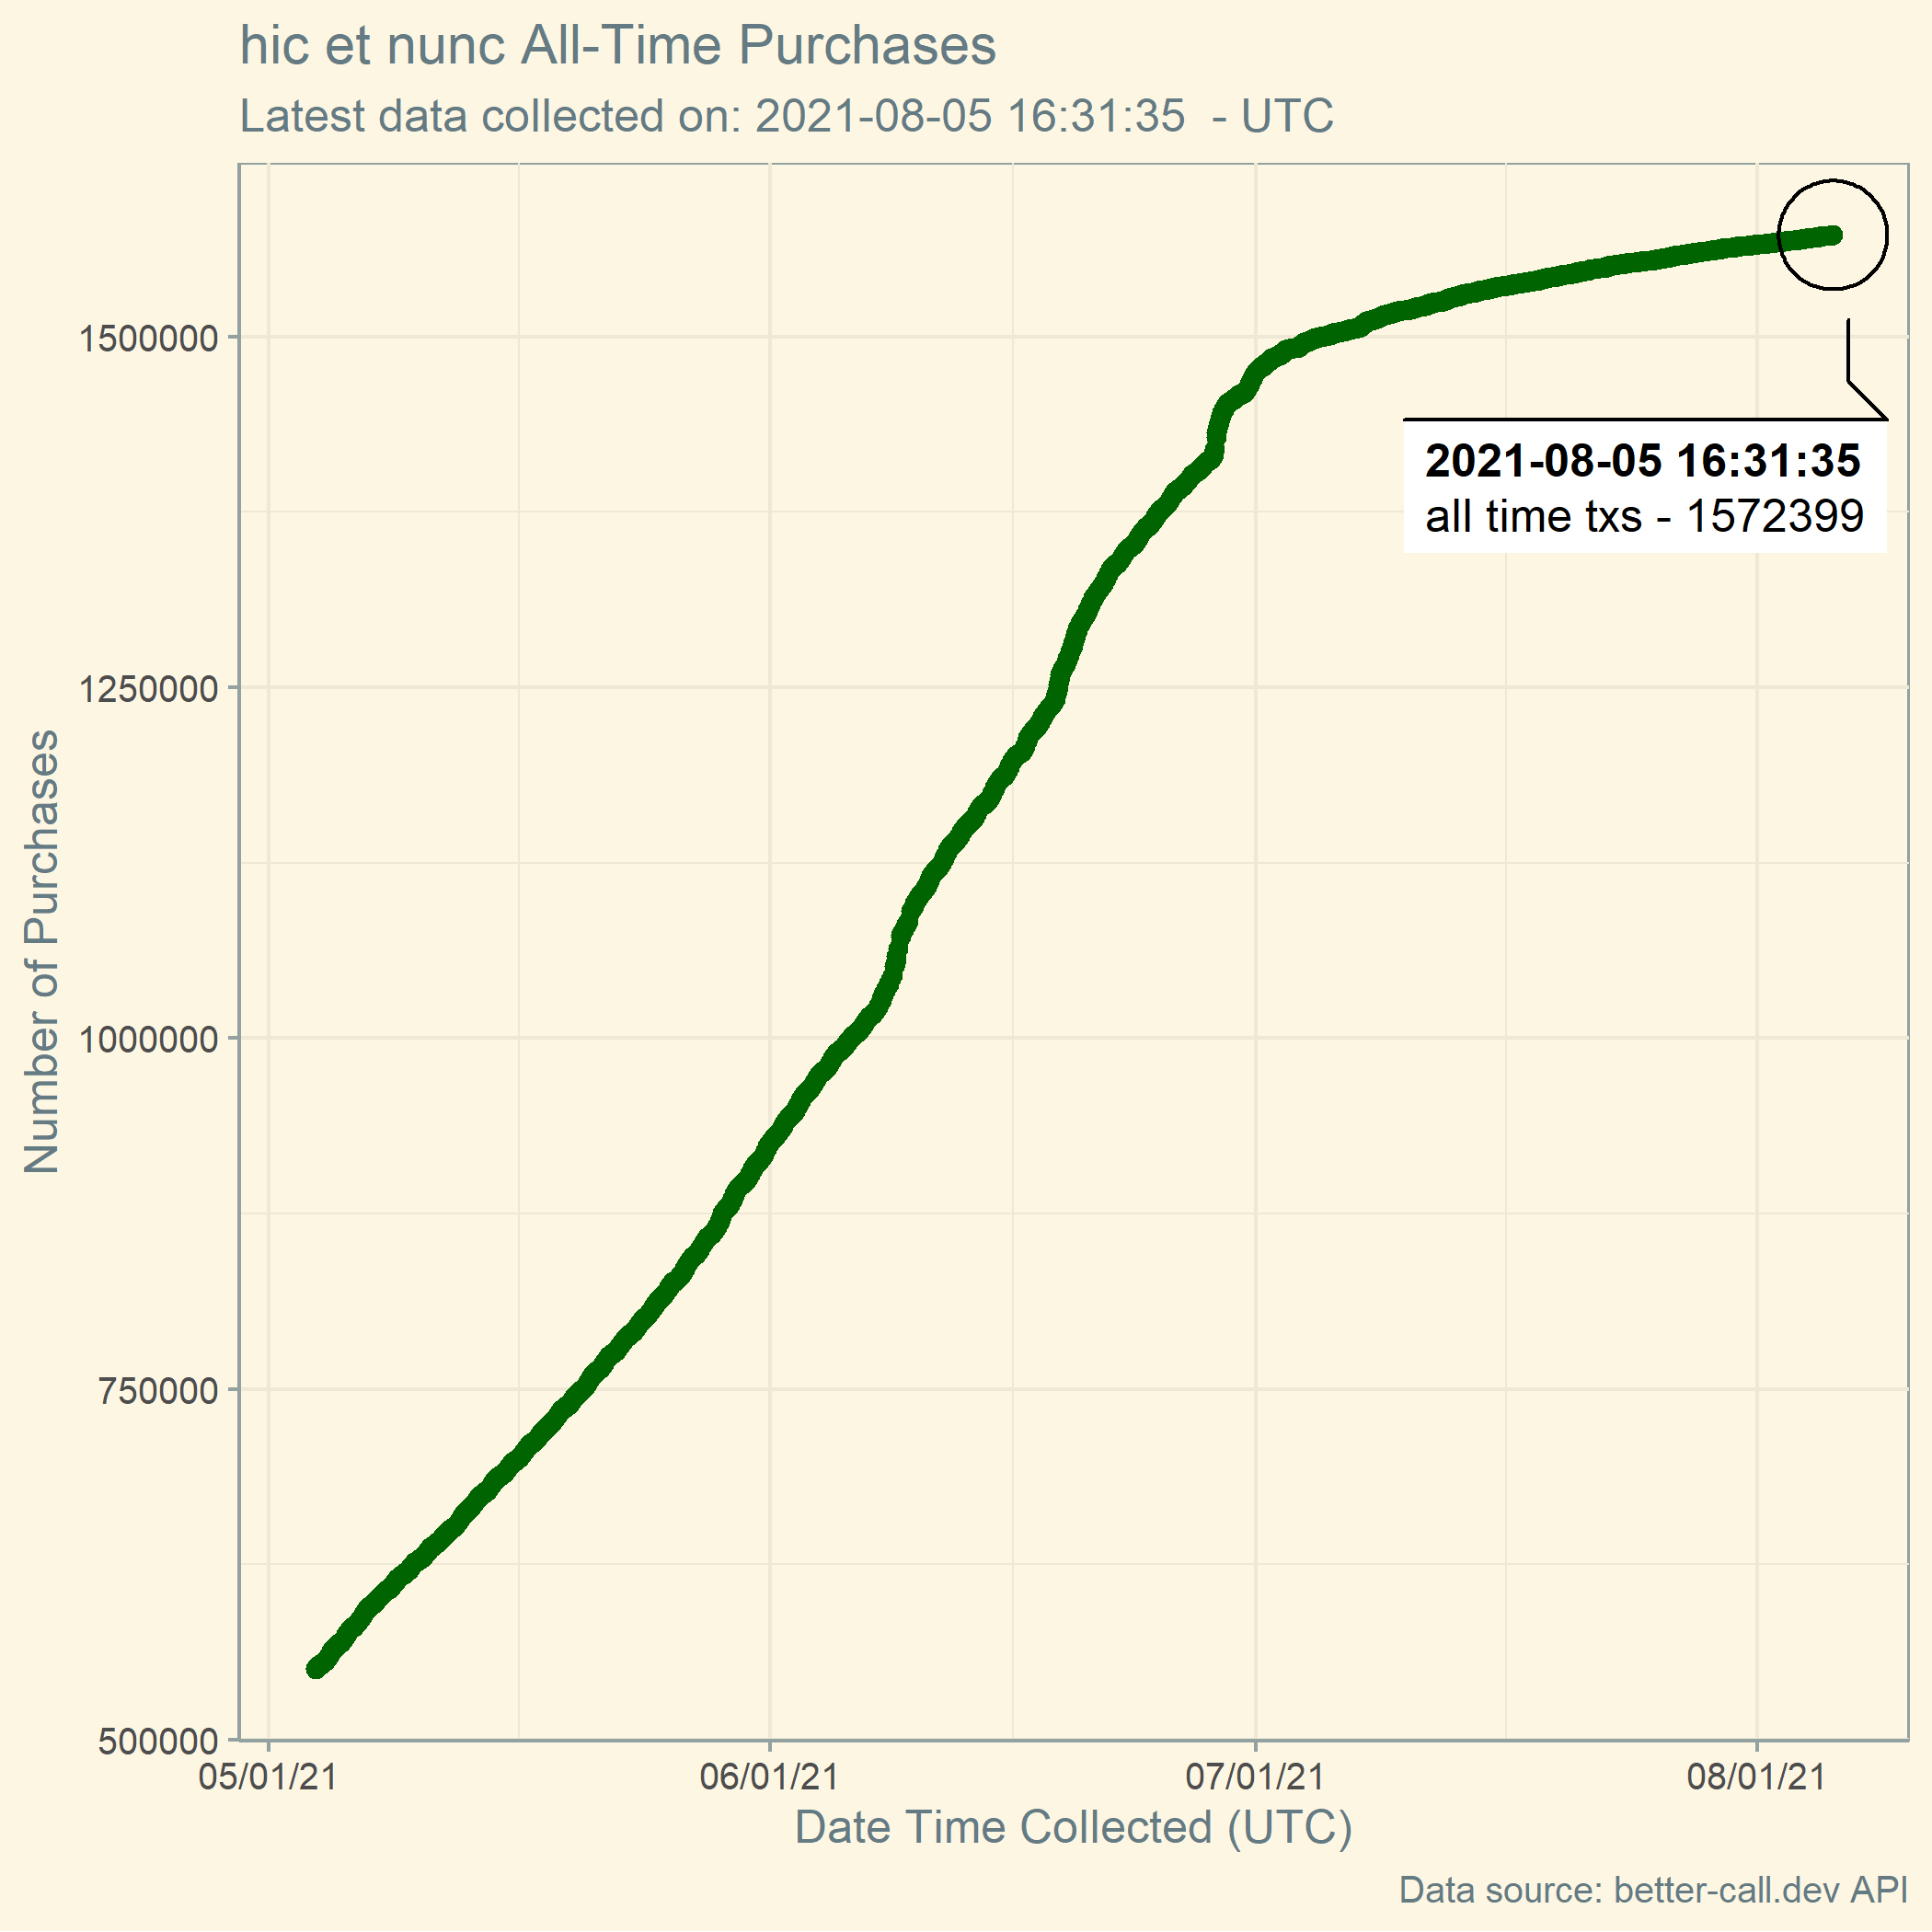 hic et nunc All-Time Purchases
Latest data collected on: 2021-08-05 16:31:35  - UTC
Number of Purchases
1500000
1250000
1000000
750000
500000
2021-08-05 16:31:35
all time txs - 1572399
05/01/21
06/01/21
07/01/21
08/01/21
Date Time Collected (UTC)
Data source: better-call.dev API